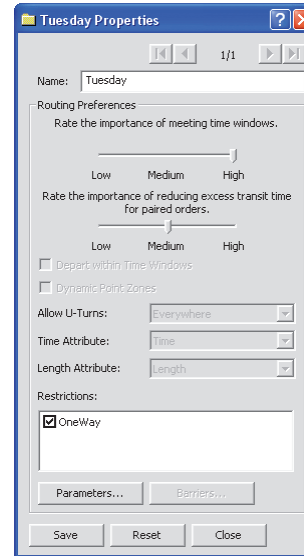 Tuesday Properties
1/1
Name: Tuesday
Routing Preferences
Rate the importance of meeting time windows.
Low Medium High
Rate the importance of reducing excess transit time
for paired orders.
Low Medium High
Depart within Time Windows
Dynamic Point Zones
Allow U-Turns: Everywhere
Time Attribute: Time
Length Attribute: Length
Restrictions:
OneWay
Parameters... Barriers...
Save Reset Close